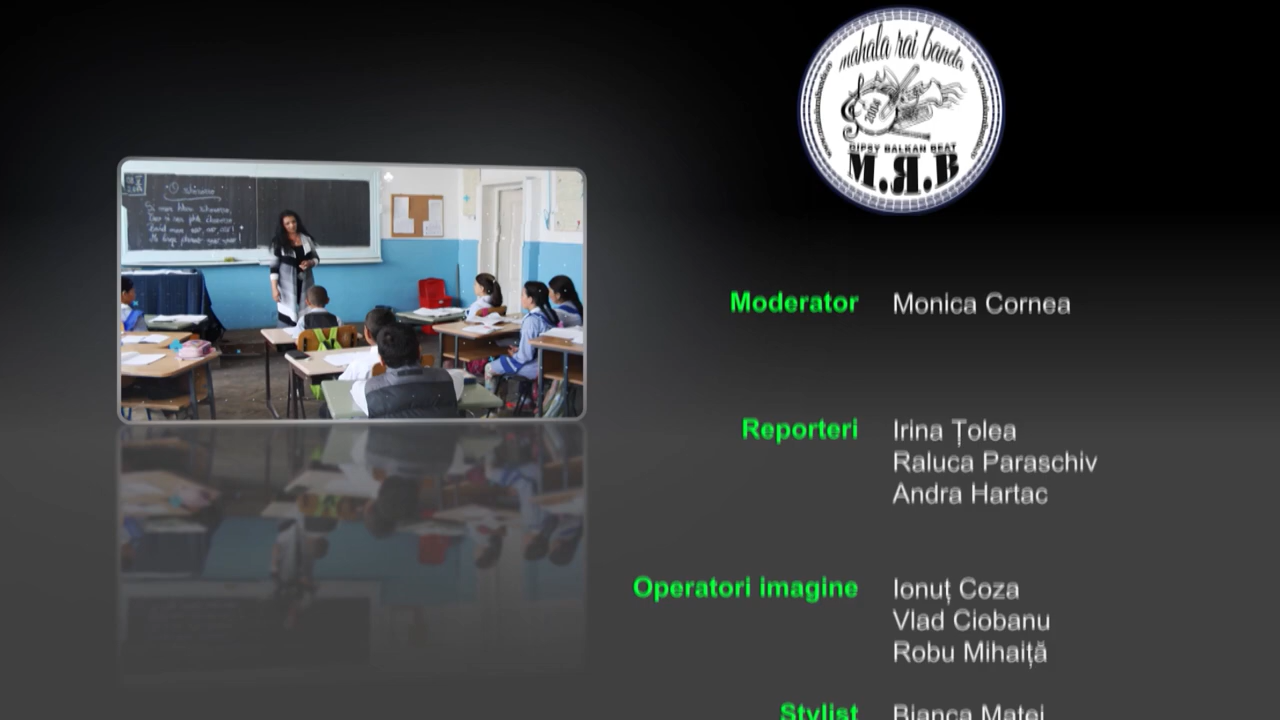 mahala rai banda
2004
GIPSY BALKAN BEAT
M.Я.B
Moderator Monica Cornea
Reporteri Irina Țolea
Raluca Paraschiv
Andra Hartac
Operatori imagine Ionuț Coza
Vlad Ciobanu
Robu Mihaiță
Stylist Bianca Matei